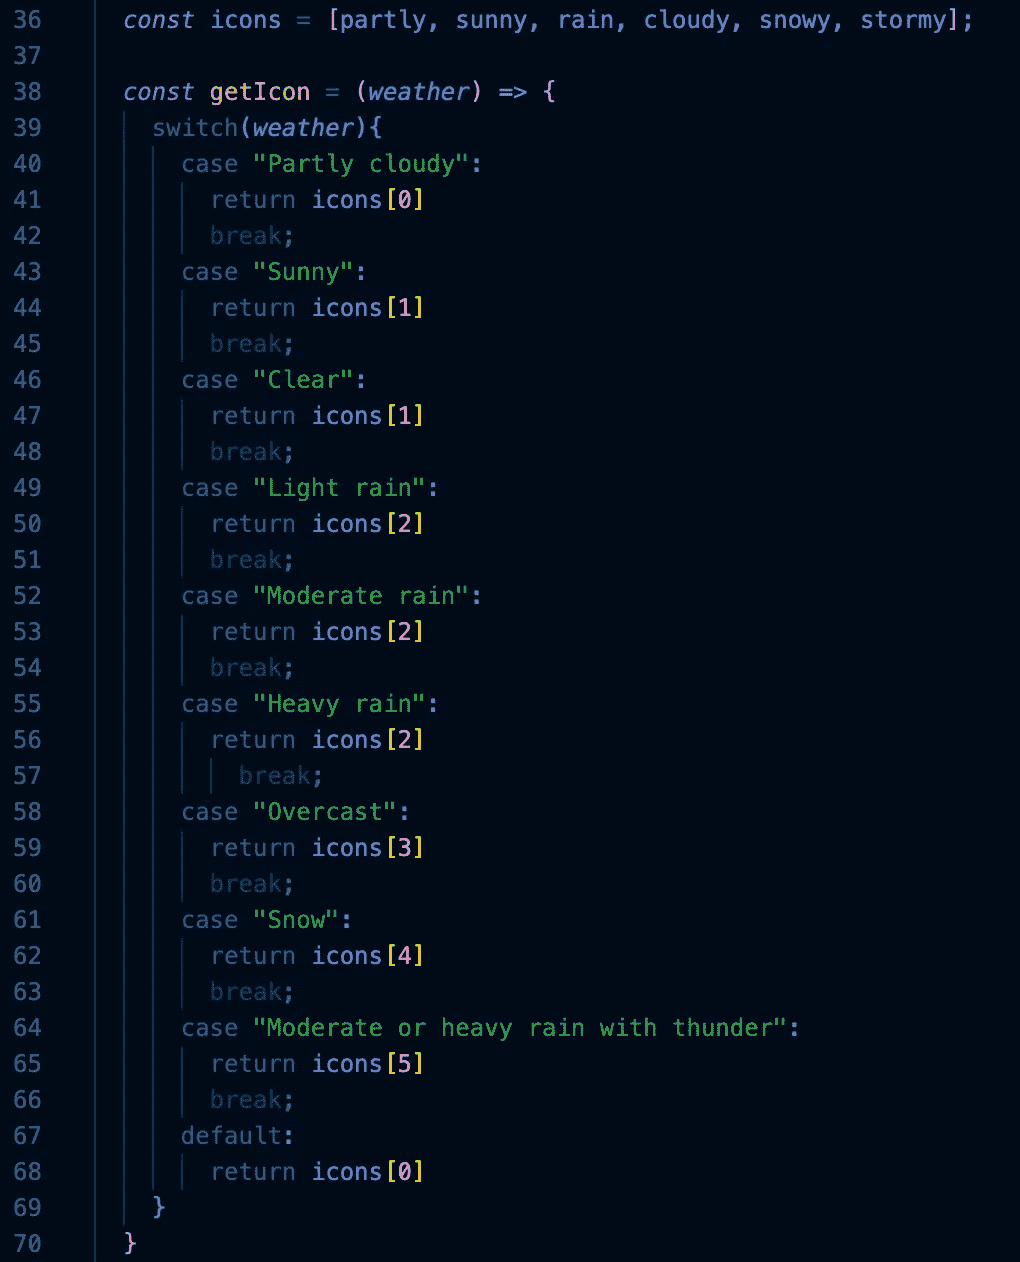 36 const icons = [partly, sunny, rain, cloudy, snowy, stormy];
37
38 const getIcon = (weather) => {
39 switch(weather){
40 case "Partly cloudy":
41 return icons[0]
42 break;
43 case "Sunny":
44 return icons[1]
45 break;
46 case "Clear":
47 return icons[1]
48 break;
49 case "Light rain":
50 return icons[2]
51 break;
52 case "Moderate rain":
53 return icons[2]
54 break;
55 case "Heavy rain":
56 return icons[2]
57 break;
58 case "Overcast":
59 return icons[3]
60 break;
61 case "Snow":
62 return icons[4]
63 break;
64 case "Moderate or heavy rain with thunder":
65 return icons[5]
66 break;
67 default:
68 return icons[0]
69 }
70 }